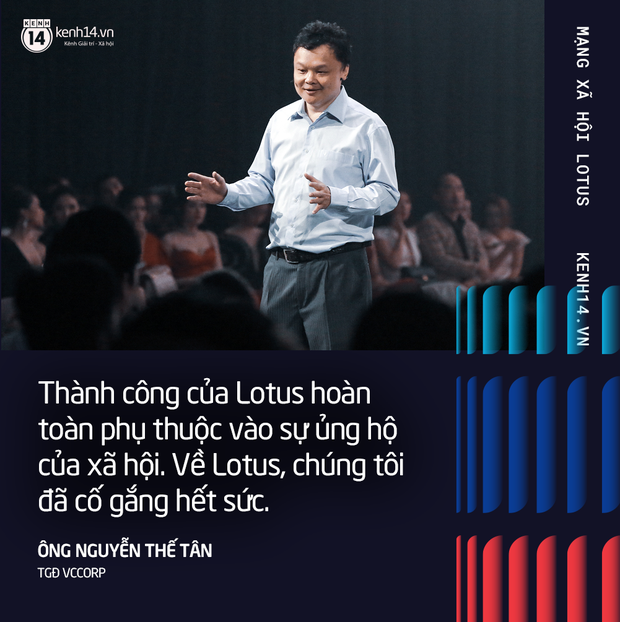 KENH
14
kenh14.vn
Kênh Giải trí - Xã hội
MẠNG XÃ HỘI LOTUS
KENH14.VN
Thành công của Lotus hoàn
toàn phụ thuộc vào sự ủng hộ
của xã hội. Về Lotus, chúng tôi
đã cố gắng hết sức.
ÔNG NGUYỄN THẾ TÂN
TGĐ VCCORP